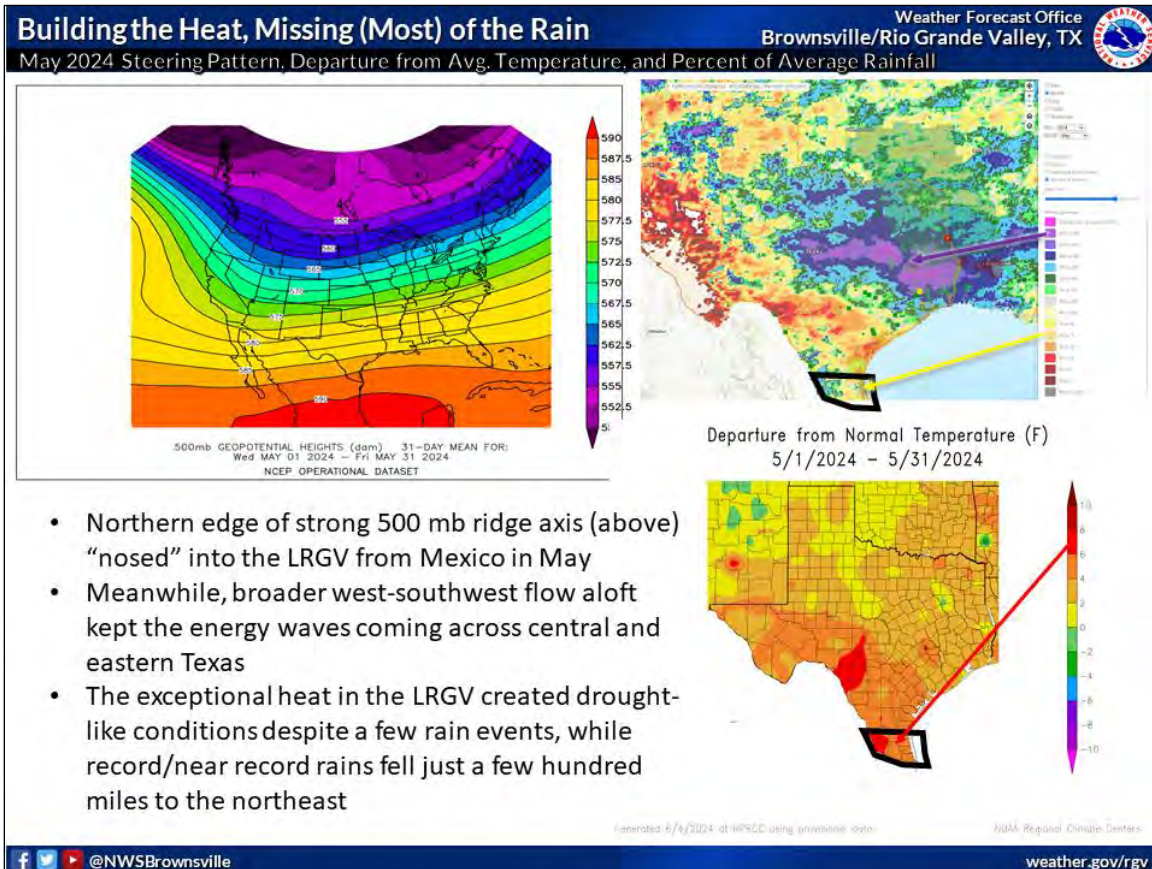 Building the Heat, Missing (Most) of the Rain
Weather Forecast Office
Brownsville/Rio Grande Valley, TX
May 2024 Steering Pattern, Departure from Avg. Temperature, and Percent of Average Rainfall
NATIONAL WEATHER SERVICE
590
587.5
585
582.5
580
577.5
575
572.5
570
567.5
565
562.5
560
557.5
555
552.5
500mb GEOPOTENTIAL HEIGHTS (dam) 31-DAY MEAN FOR:
Wed MAY 01 2024 – Fri MAY 31 2024
NCEP OPERATIONAL DATASET
Departure from Normal Temperature (F)
5/1/2024 – 5/31/2024
10
8
6
4
2
0
-2
-4
-6
-8
-10
• Northern edge of strong 500 mb ridge axis (above)
"nosed" into the LRGV from Mexico in May
• Meanwhile, broader west-southwest flow aloft
kept the energy waves coming across central and
eastern Texas
• The exceptional heat in the LRGV created drought-
like conditions despite a few rain events, while
record/near record rains fell just a few hundred
miles to the northeast
Generated 6/4/2024 at HPRCC using provisional data.
NOAA Regional Climate Centers
@NWSBrownsville
weather.gov/rgv